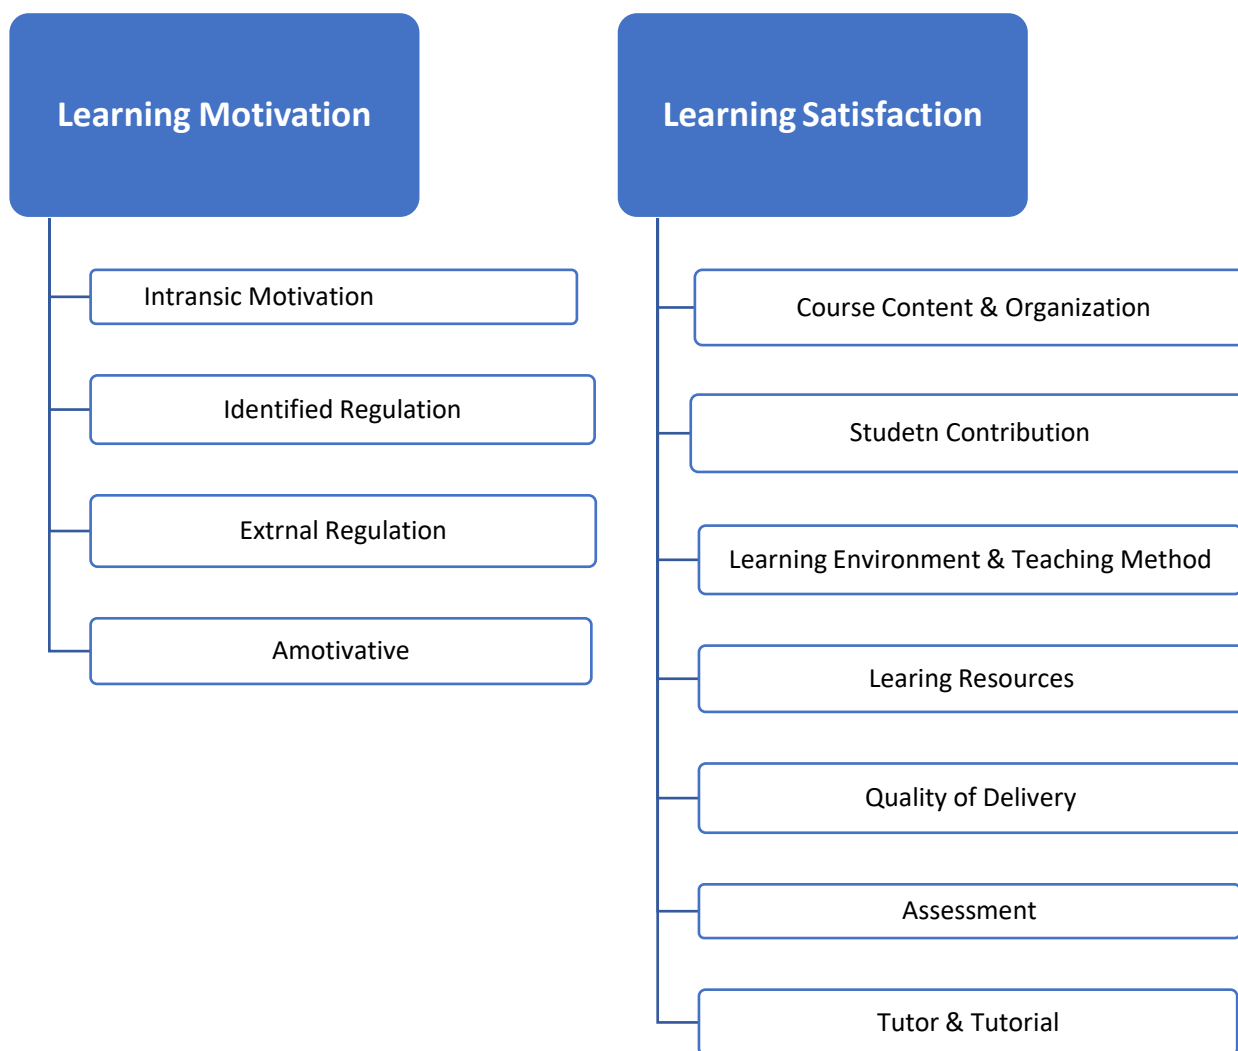 Learning Motivation
Intransic Motivation
Identified Regulation
Extrnal Regulation
Amotivative
Learning Satisfaction
Course Content & Organization
Studetn Contribution
Learning Environment & Teaching Method
Learing Resources
Quality of Delivery
Assessment
Tutor & Tutorial